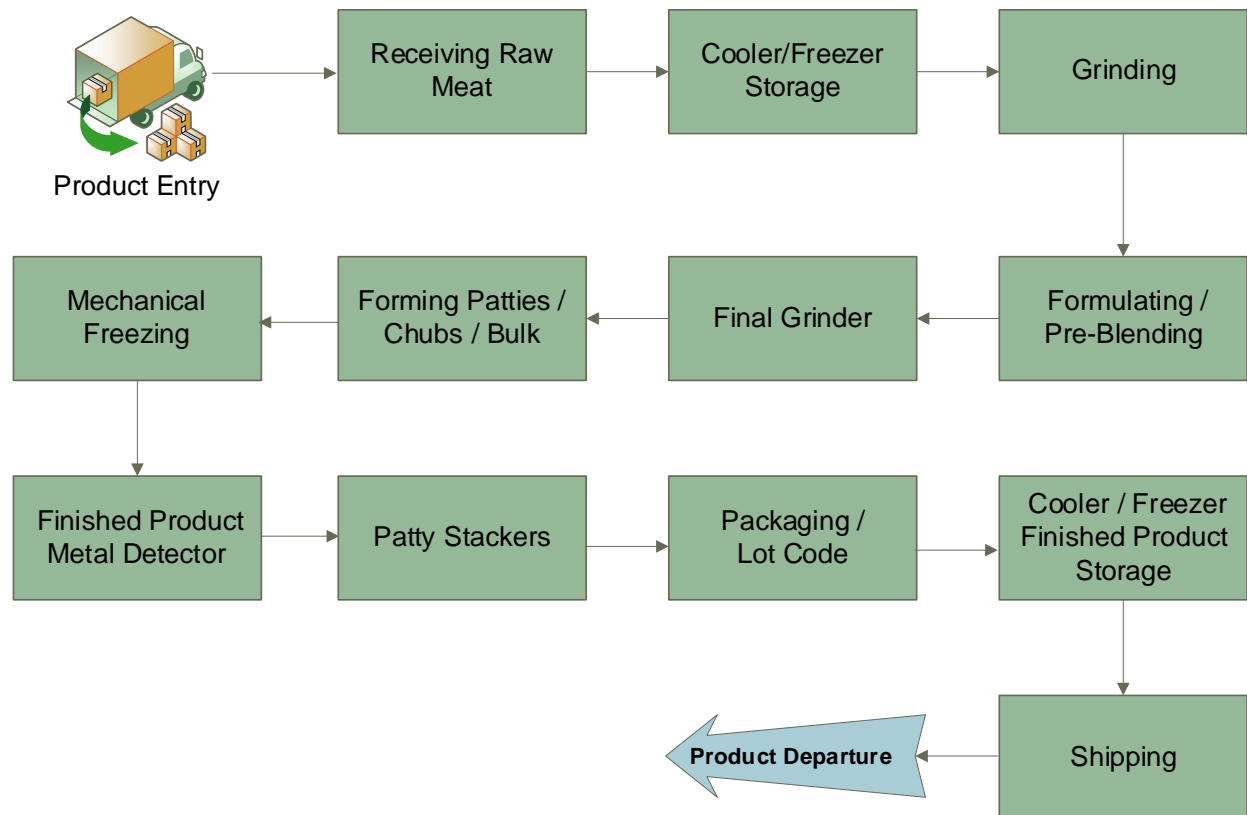 Product Entry
Receiving Raw
Meat
Cooler/Freezer
Storage
Grinding
Formulating /
Pre-Blending
Final Grinder
Forming Patties /
Chubs / Bulk
Mechanical
Freezing
Finished Product
Metal Detector
Patty Stackers
Packaging /
Lot Code
Cooler / Freezer
Finished Product
Storage
Shipping
Product Departure